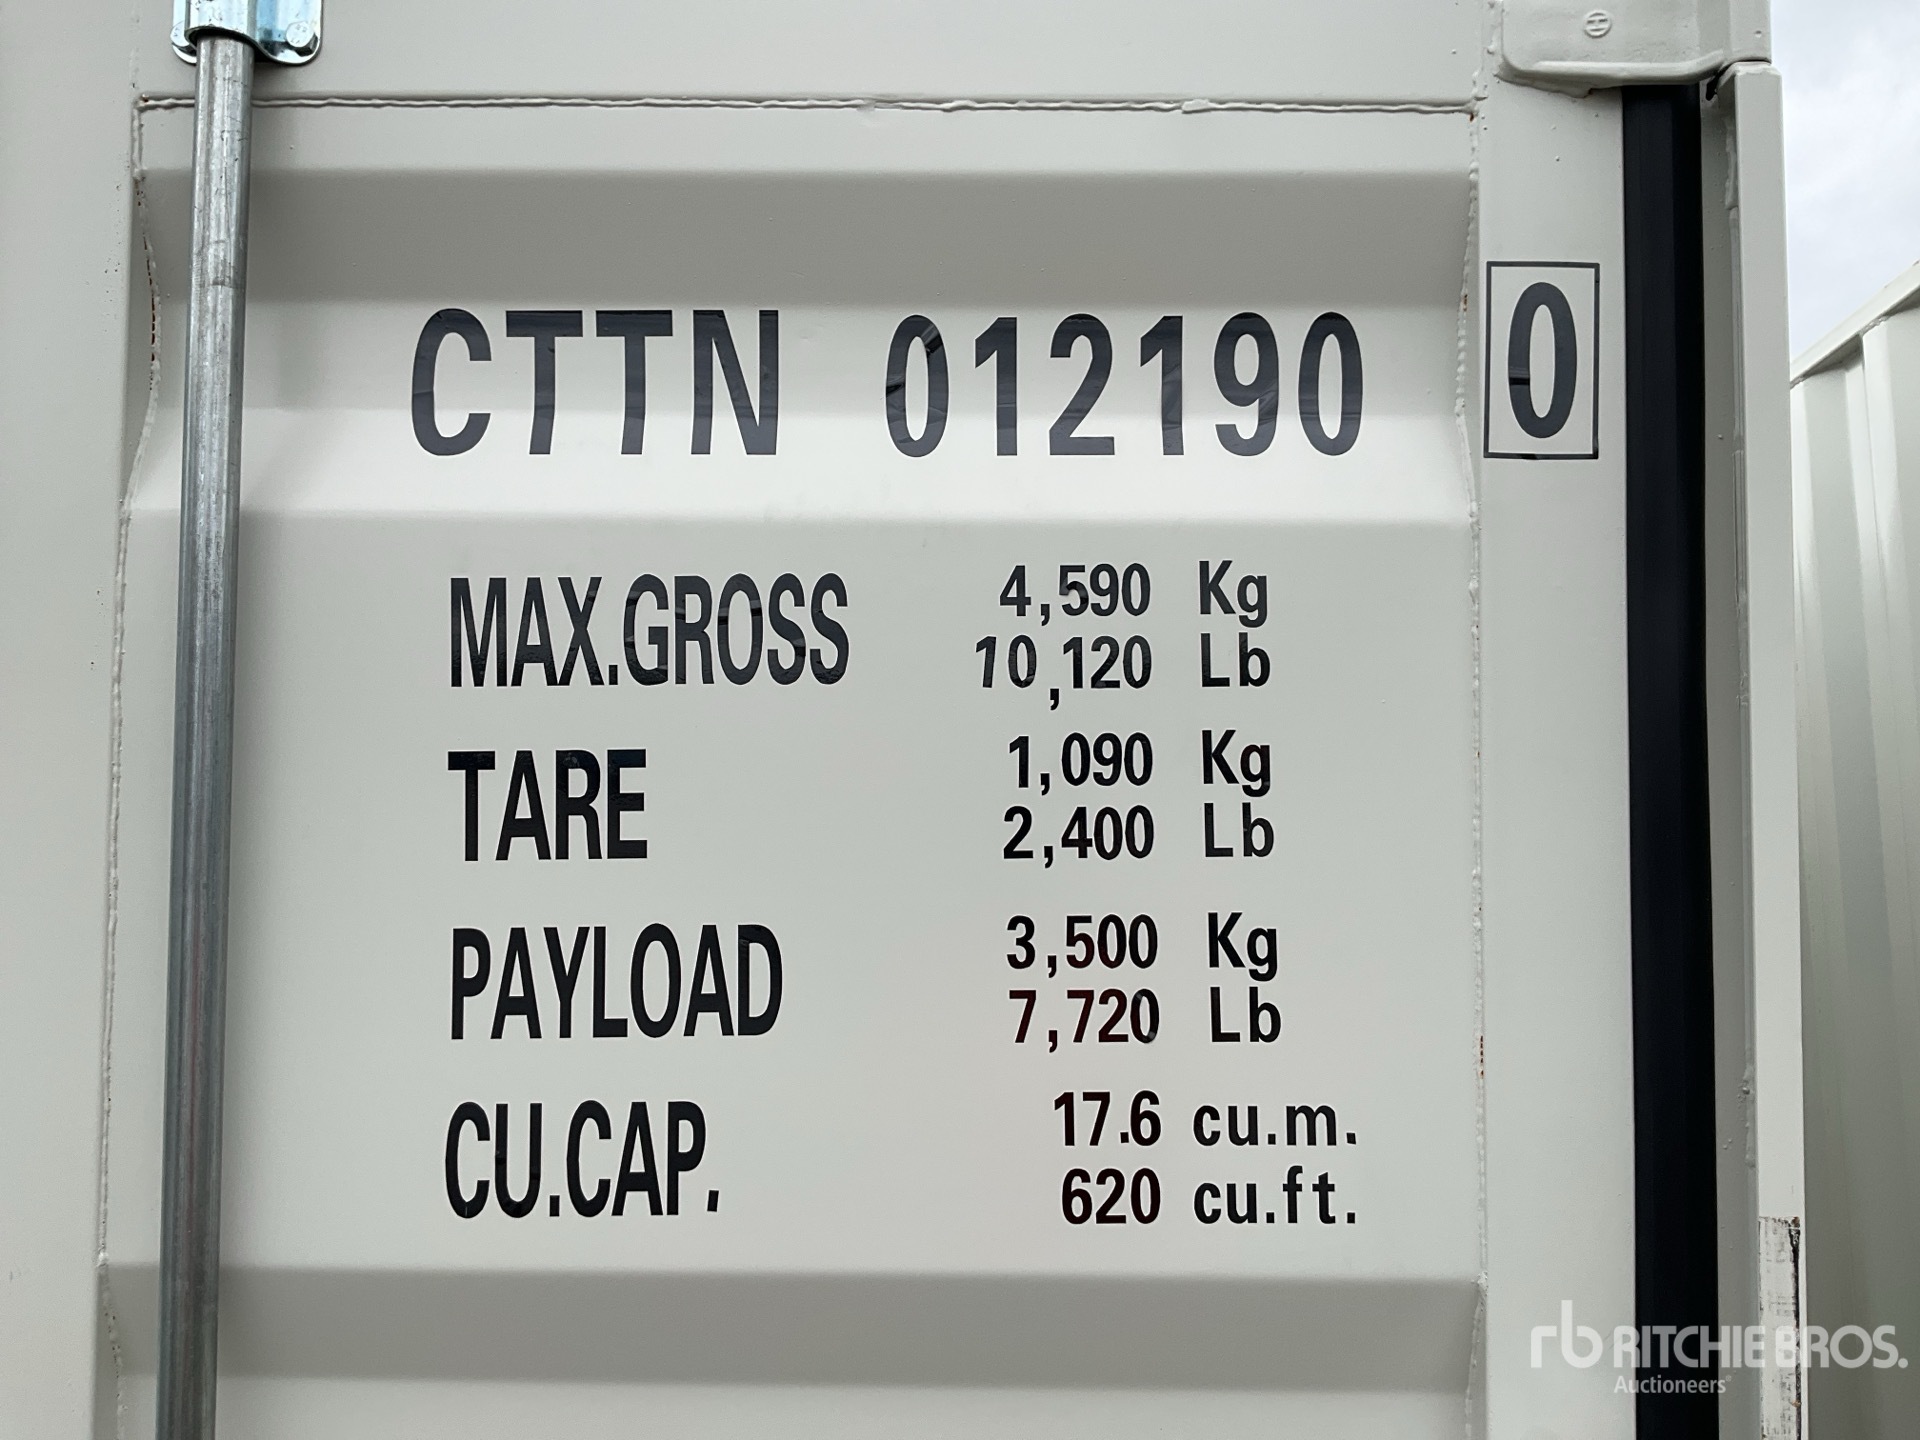 CTTN 012190 0
MAX.GROSS 4,590 Kg
10,120 Lb
TARE 1,090 Kg
2,400 Lb
PAYLOAD 3,500 Kg
7,720 Lb
CU.CAP. 17.6 cu.m.
620 cu.ft.
rb RITCHIE BROS.
Auctioneers